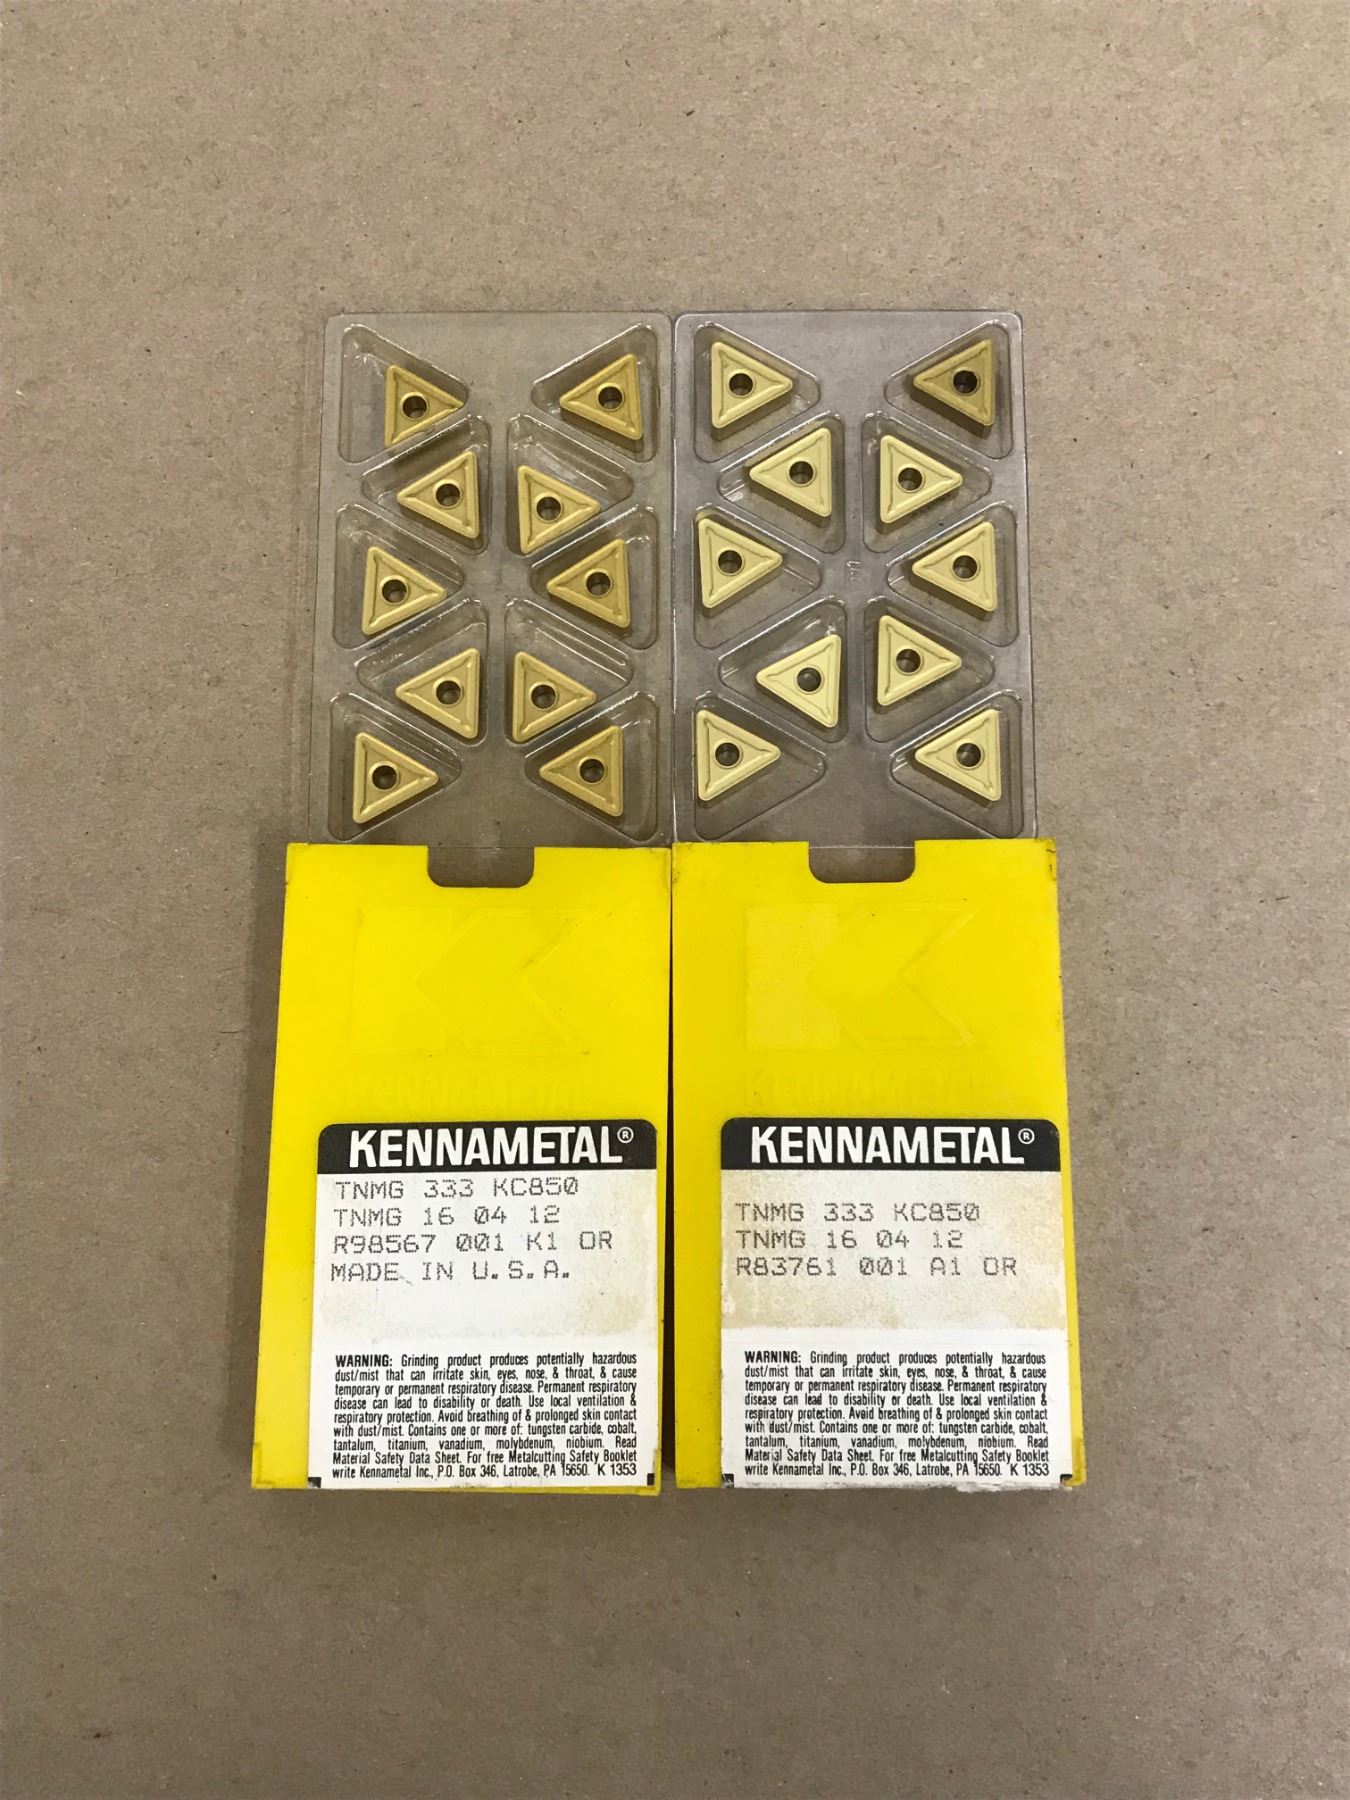 KENNAMETAL
KENNAMETAL®
TNMG 333 KC850
TNMG 16 04 12
R98567 001 K1 OR
MADE IN U.S.A.
WARNING: Grinding product produces potentially hazardous
dust/mist that can irritate skin, eyes, nose, & throat, & cause
temporary or permanent respiratory disease. Permanent respiratory
disease can lead to disability or death. Use local ventilation &
respiratory protection. Avoid breathing of & prolonged skin contact
with dust/mist. Contains one or more of: tungsten carbide, cobalt,
tantalum, titanium, vanadium, molybdenum, niobium. Read
Material Safety Data Sheet. For free Metalcutting Safety Booklet
write Kennametal Inc., P.O. Box 346, Latrobe, PA 15650. K 1353
KENNAMETAL
KENNAMETAL®
TNMG 333 KC850
TNMG 16 04 12
R83761 001 A1 OR
WARNING: Grinding product produces potentially hazardous
dust/mist that can irritate skin, eyes, nose, & throat, & cause
temporary or permanent respiratory disease. Permanent respiratory
disease can lead to disability or death. Use local ventilation &
respiratory protection. Avoid breathing of & prolonged skin contact
with dust/mist. Contains one or more of: tungsten carbide, cobalt,
tantalum, titanium, vanadium, molybdenum, niobium. Read
Material Safety Data Sheet. For free Metalcutting Safety Booklet
write Kennametal Inc., P.O. Box 346, Latrobe, PA 15650. K 1353